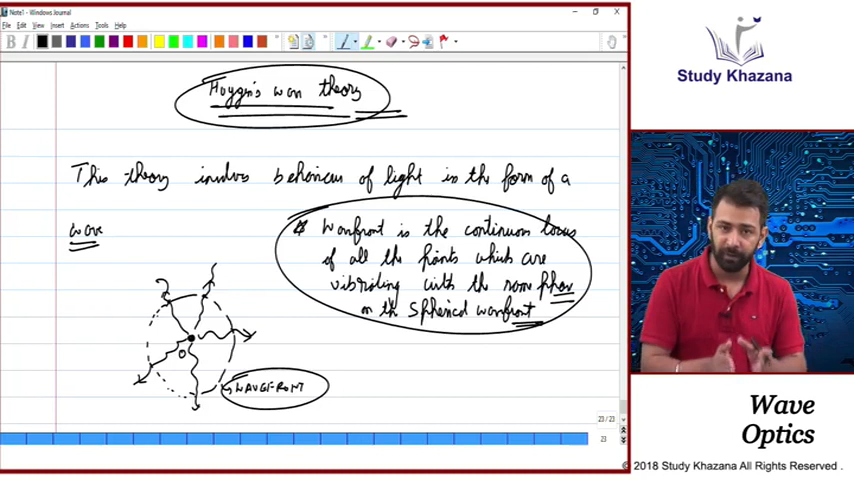 Note1 - Windows Journal
File Edit View Insert Actions Tools Help
B I
Study Khazana
Huygen's wave theory
This theory involves behaviour of light in the form of a
wave
* Wavefront is the continuous locus
of all the points which are
vibrating with the same phase
on the spherical wavefront
O
WAVEFRONT
23 / 23
23
Wave
Optics
© 2018 Study Khazana All Rights Reserved .